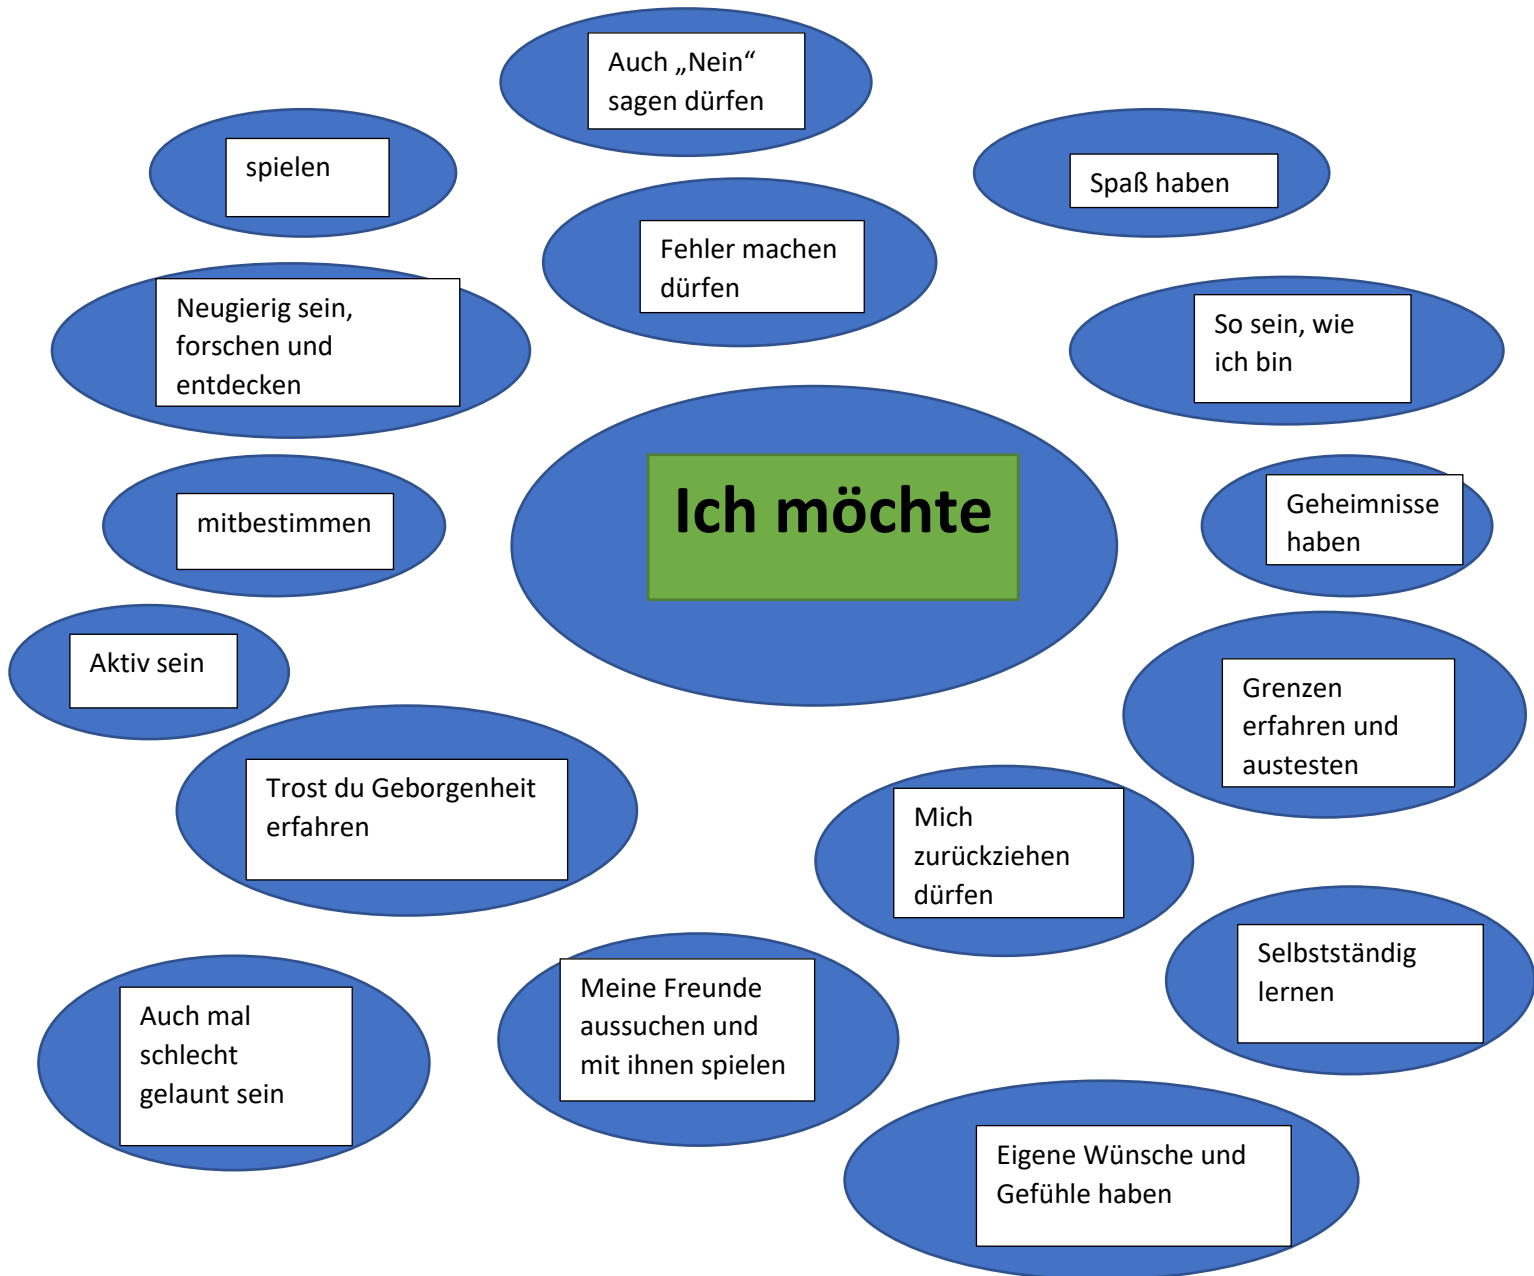 Auch „Nein“
sagen dürfen
spielen
Spaß haben
Fehler machen
dürfen
Neugierig sein,
forschen und
entdecken
So sein, wie
ich bin
Ich möchte
mitbestimmen
Geheimnisse
haben
Aktiv sein
Grenzen
erfahren und
austesten
Trost du Geborgenheit
erfahren
Mich
zurückziehen
dürfen
Selbstständig
lernen
Meine Freunde
aussuchen und
mit ihnen spielen
Auch mal
schlecht
gelaunt sein
Eigene Wünsche und
Gefühle haben